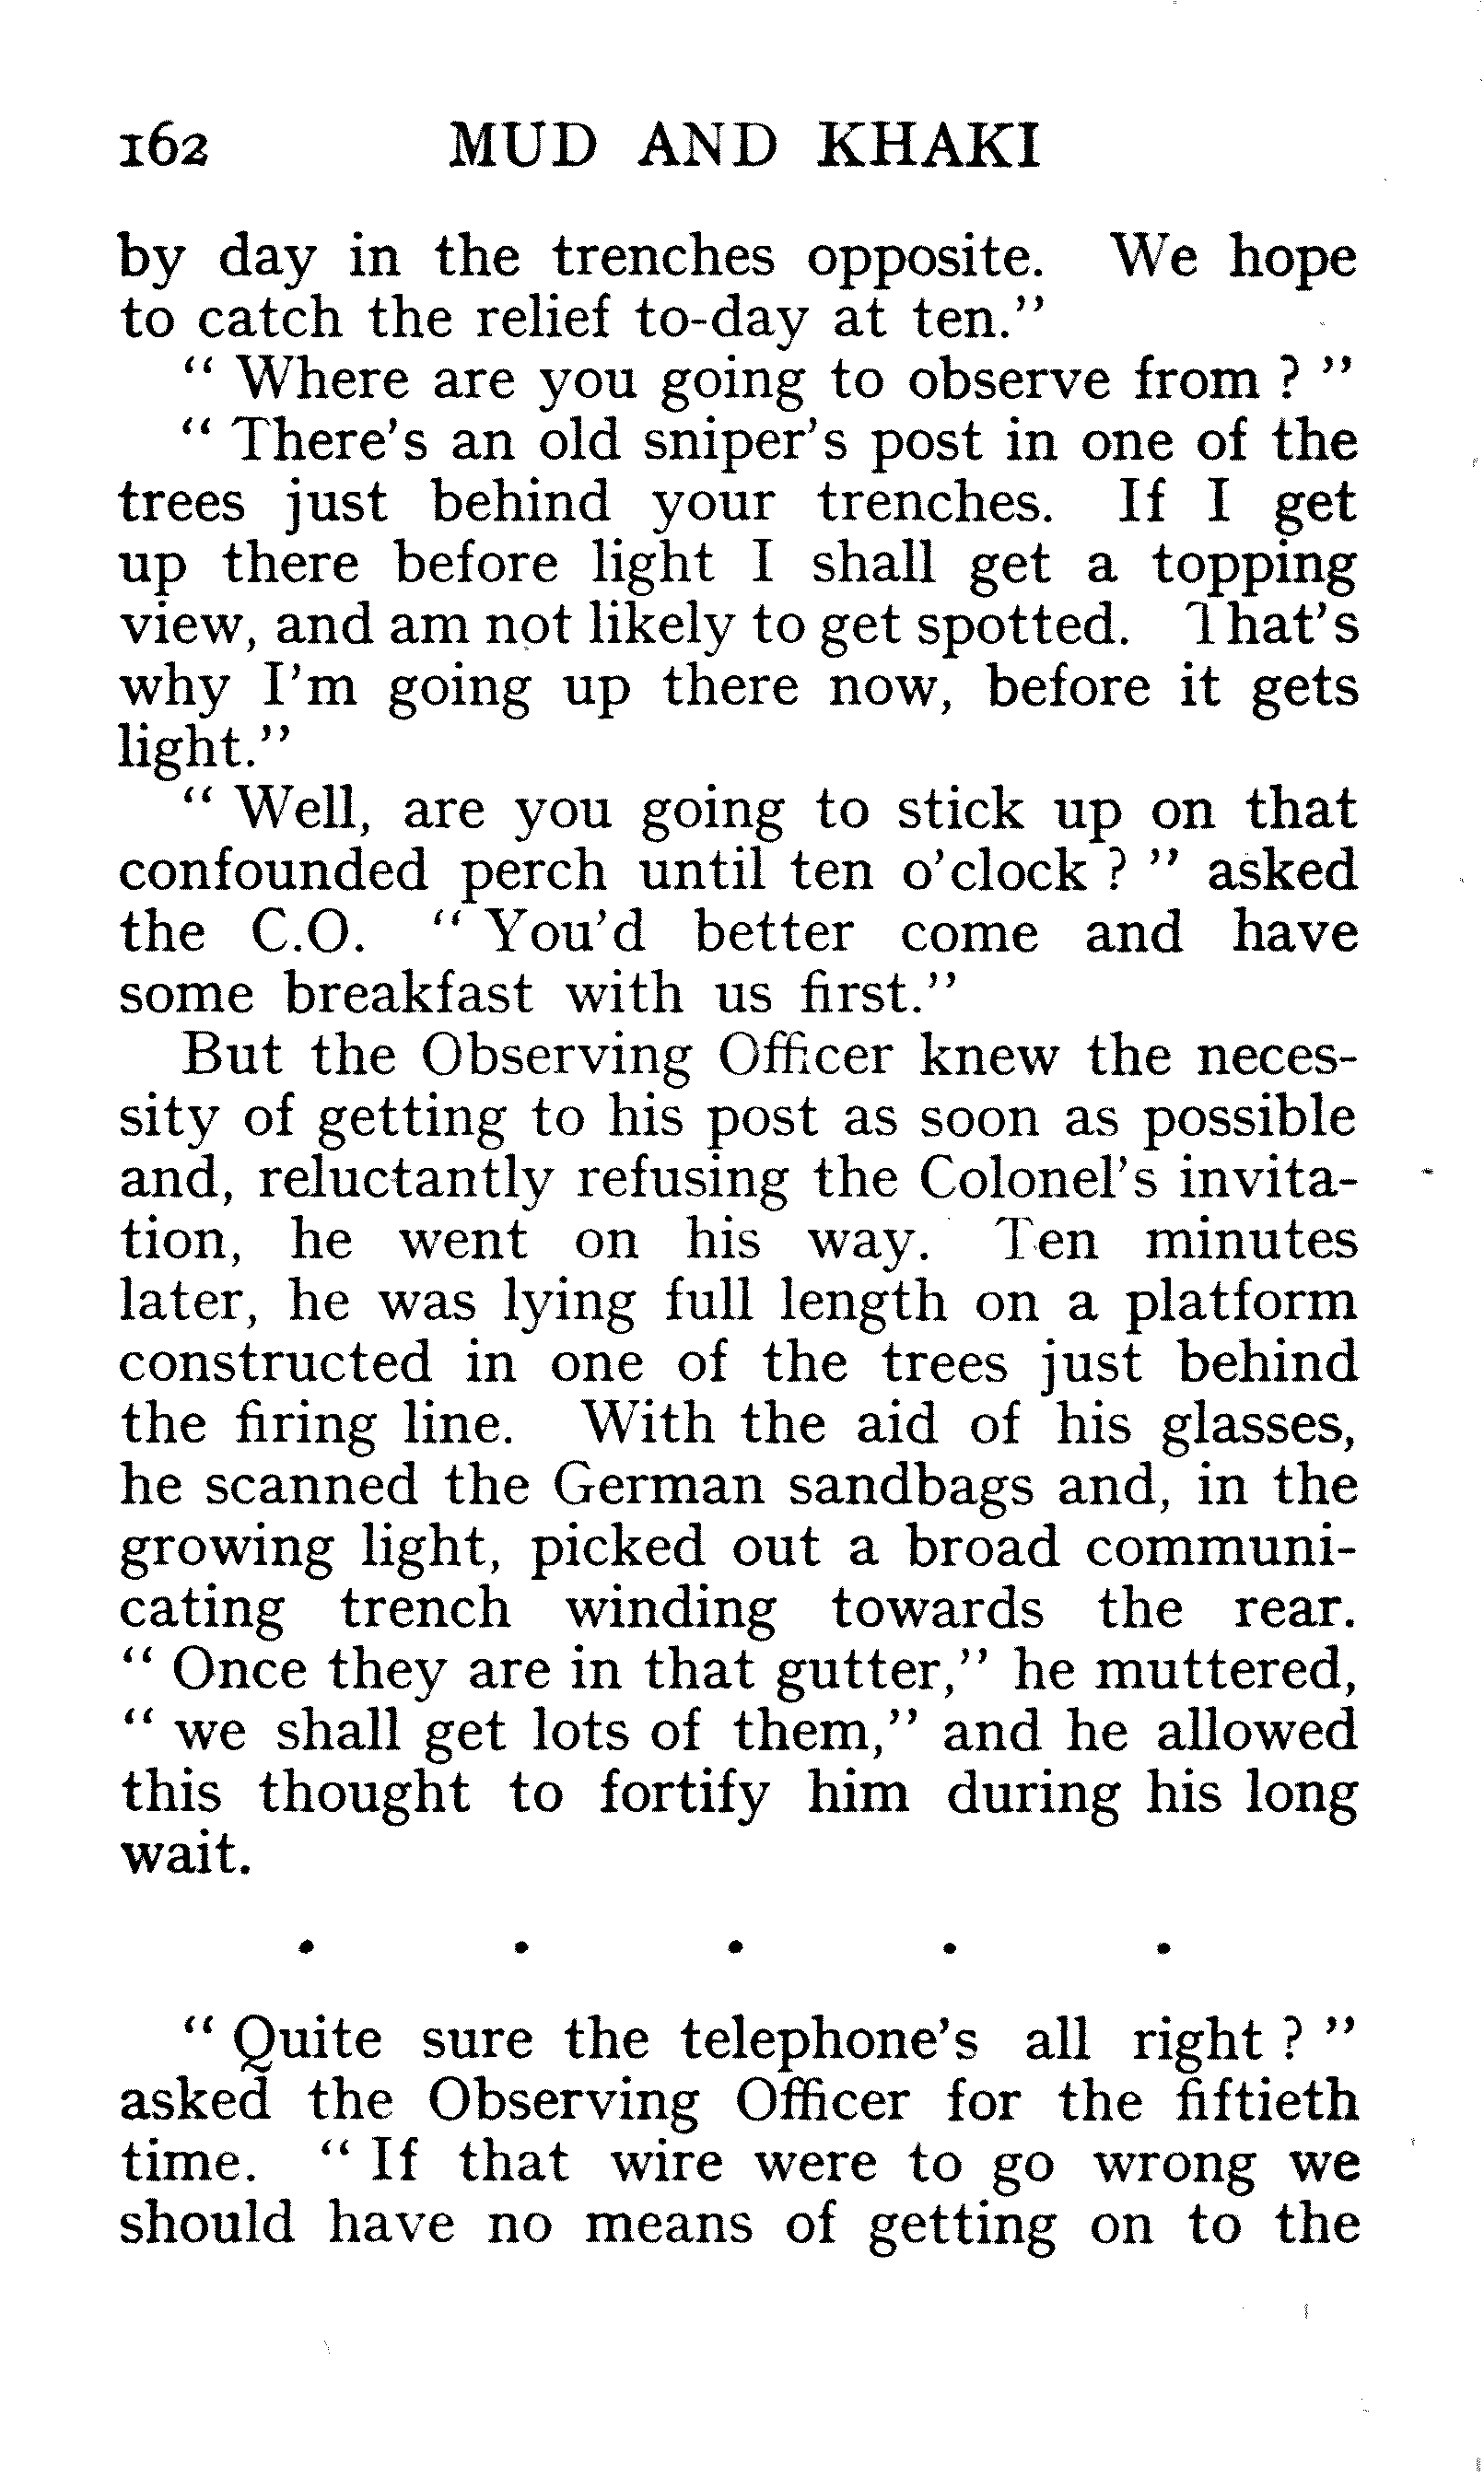 162 MUD AND KHAKI
by day in the trenches opposite. We hope
to catch the relief to-day at ten."
" Where are you going to observe from ? "
" There's an old sniper's post in one of the
trees just behind your trenches. If I get
up there before light I shall get a topping
view, and am not likely to get spotted. That's
why I'm going up there now, before it gets
light."
" Well, are you going to stick up on that
confounded perch until ten o'clock ? " asked
the C.O. " You'd better come and have
some breakfast with us first."
But the Observing Officer knew the neces-
sity of getting to his post as soon as possible
and, reluctantly refusing the Colonel's invita-
tion, he went on his way. Ten minutes
later, he was lying full length on a platform
constructed in one of the trees just behind
the firing line. With the aid of his glasses,
he scanned the German sandbags and, in the
growing light, picked out a broad communi-
cating trench winding towards the rear.
" Once they are in that gutter," he muttered,
" we shall get lots of them," and he allowed
this thought to fortify him during his long
wait.
. . . . .
" Quite sure the telephone's all right ? "
asked the Observing Officer for the fiftieth
time. " If that wire were to go wrong we
should have no means of getting on to the